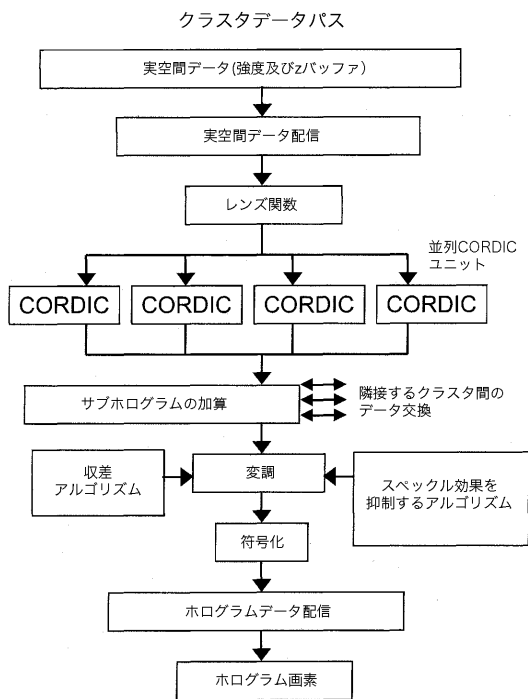 クラスタデータパス
実空間データ(強度及びzバッファ)
実空間データ配信
レンズ関数
並列CORDIC
ユニット
CORDIC CORDIC CORDIC CORDIC
サブホログラムの加算
隣接するクラスタ間の
データ交換
収差
アルゴリズム
変調
スペックル効果を
抑制するアルゴリズム
符号化
ホログラムデータ配信
ホログラム画素